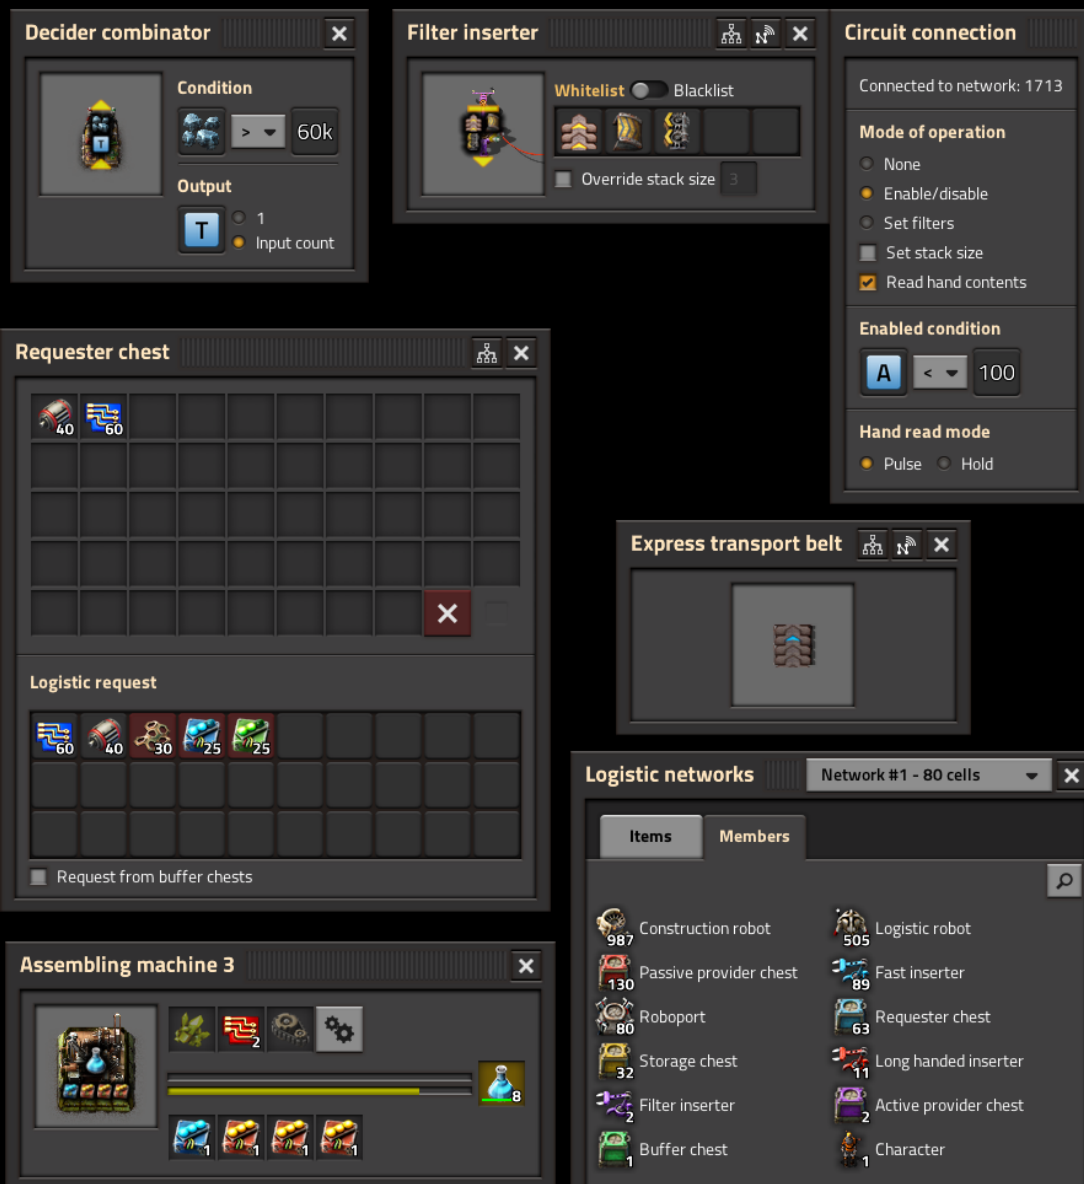 Decider combinator
Condition
> 60k
Output
T
1
Input count
T
Filter inserter
Whitelist Blacklist
Override stack size 3
Circuit connection
Connected to network: 1713
Mode of operation
None
Enable/disable
Set filters
Set stack size
Read hand contents
Enabled condition
A < 100
Hand read mode
Pulse Hold
Requester chest
40 60
Logistic request
60 40 30 25 25
Request from buffer chests
Express transport belt
Logistic networks Network #1 - 80 cells
Items Members
987 Construction robot 505 Logistic robot
130 Passive provider chest 89 Fast inserter
80 Roboport 63 Requester chest
32 Storage chest 11 Long handed inserter
2 Filter inserter 2 Active provider chest
1 Buffer chest 1 Character
Assembling machine 3
2
8
1 1 1 1